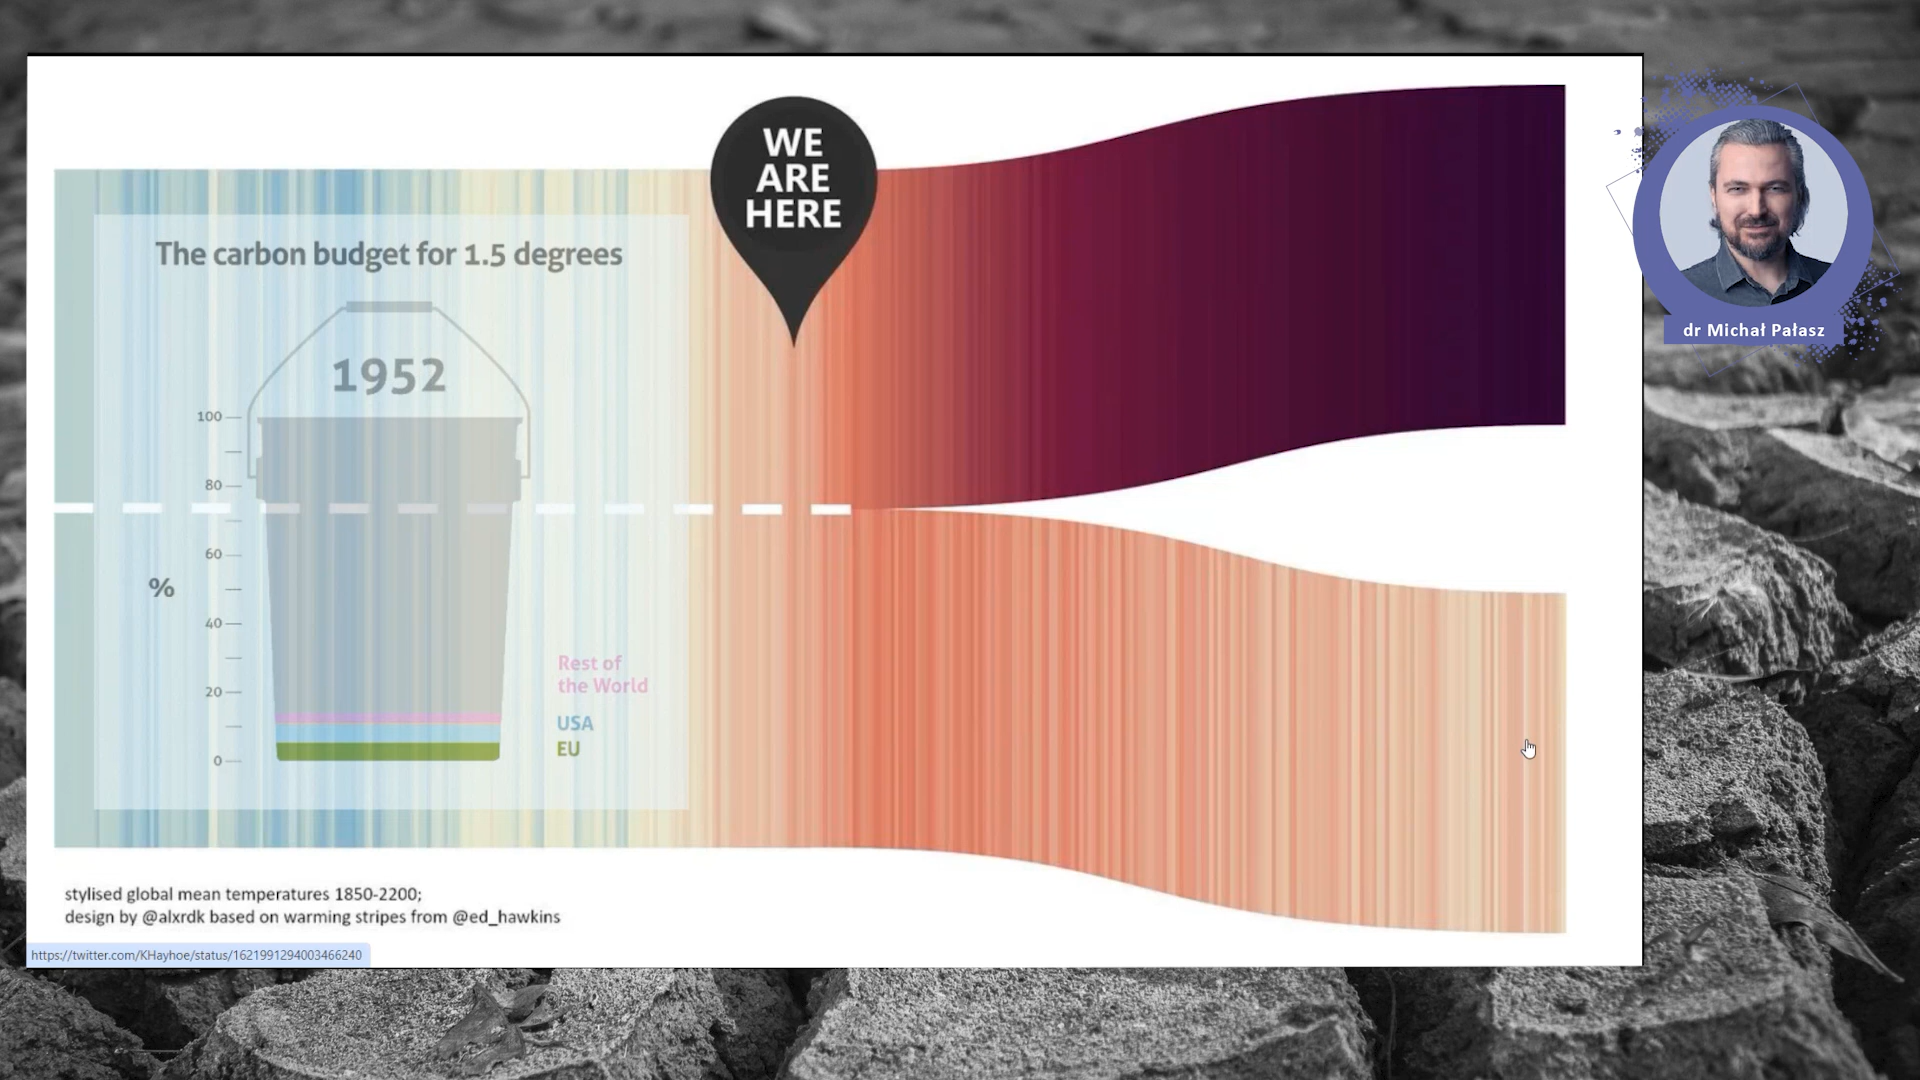 WE
ARE
HERE
The carbon budget for 1.5 degrees
1952
100
80
60
%
40
20
0
Rest of
the World
USA
EU
stylised global mean temperatures 1850-2200;
design by @alxrdk based on warming stripes from @ed_hawkins
https://twitter.com/KHayhoe/status/1621991294003466240
dr Michał Pałasz